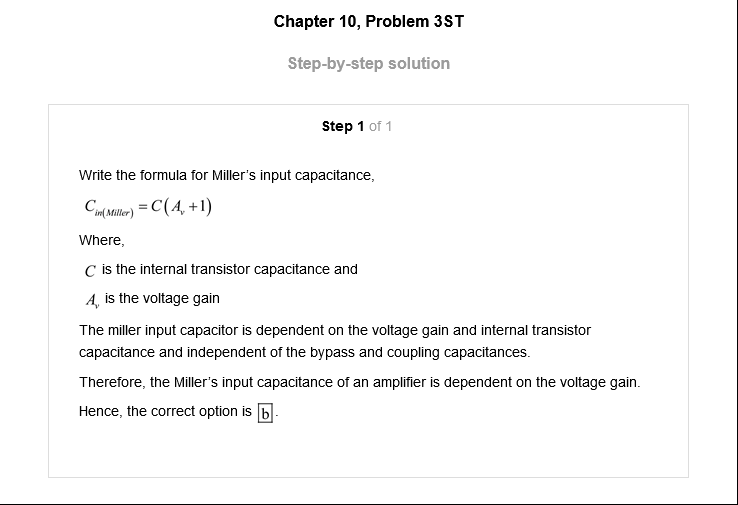 Chapter 10, Problem 3ST
Step-by-step solution
Step 1 of 1
Write the formula for Miller's input capacitance,
C_{in(Miller)} = C(A_v + 1)
Where,
C is the internal transistor capacitance and
A_v is the voltage gain
The miller input capacitor is dependent on the voltage gain and internal transistor
capacitance and independent of the bypass and coupling capacitances.
Therefore, the Miller's input capacitance of an amplifier is dependent on the voltage gain.
Hence, the correct option is b.